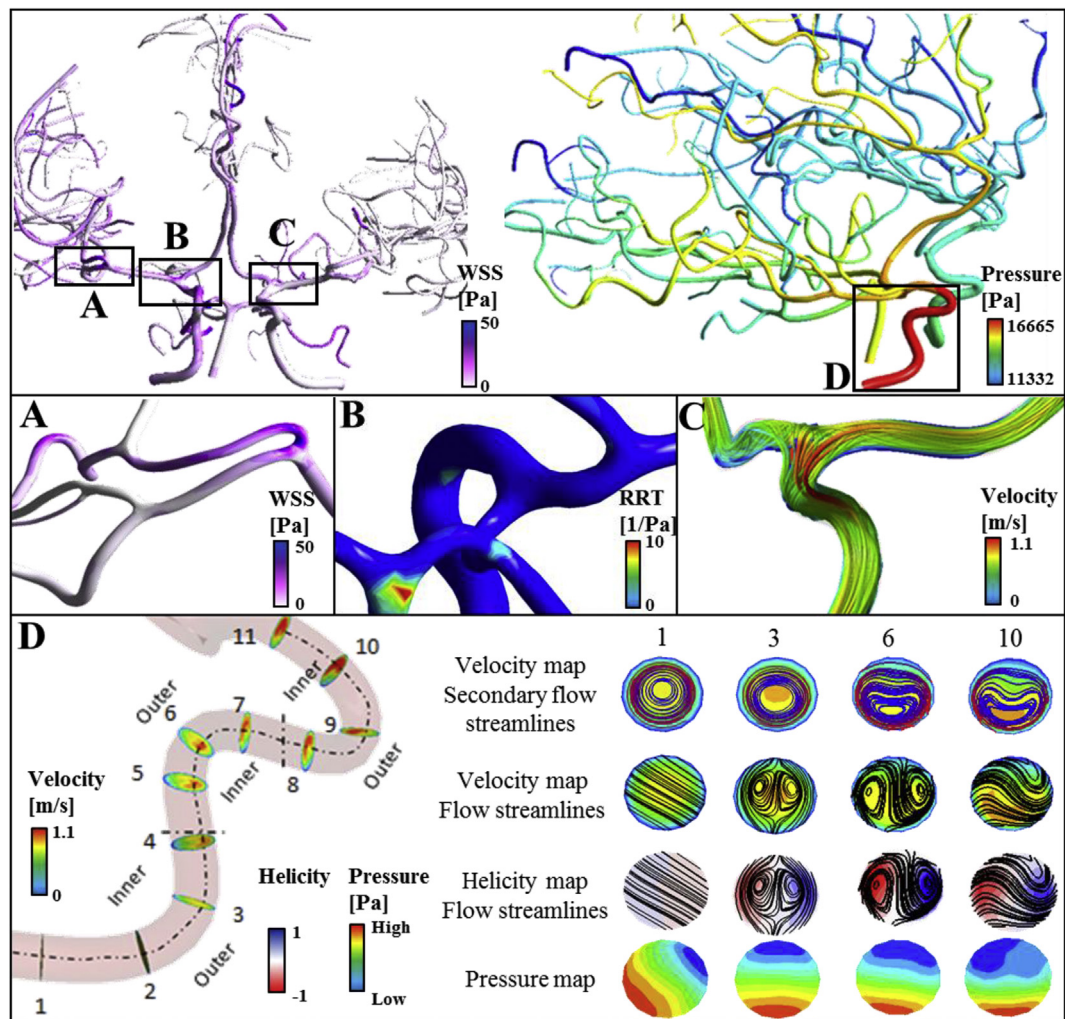 B
C
A
WSS
[Pa]
50
0
Pressure
[Pa]
16665
11332
D
A
WSS
[Pa]
50
0
B
RRT
[1/Pa]
10
0
C
Velocity
[m/s]
1.1
0
D
11
10
Inner
Outer
7
6
9
Inner
8
Outer
5
4
Inner
3
Outer
2
1
Velocity
[m/s]
1.1
0
Helicity
1
-1
Pressure
[Pa]
High
Low
1 3 6 10
Velocity map
Secondary flow
streamlines
Velocity map
Flow streamlines
Helicity map
Flow streamlines
Pressure map